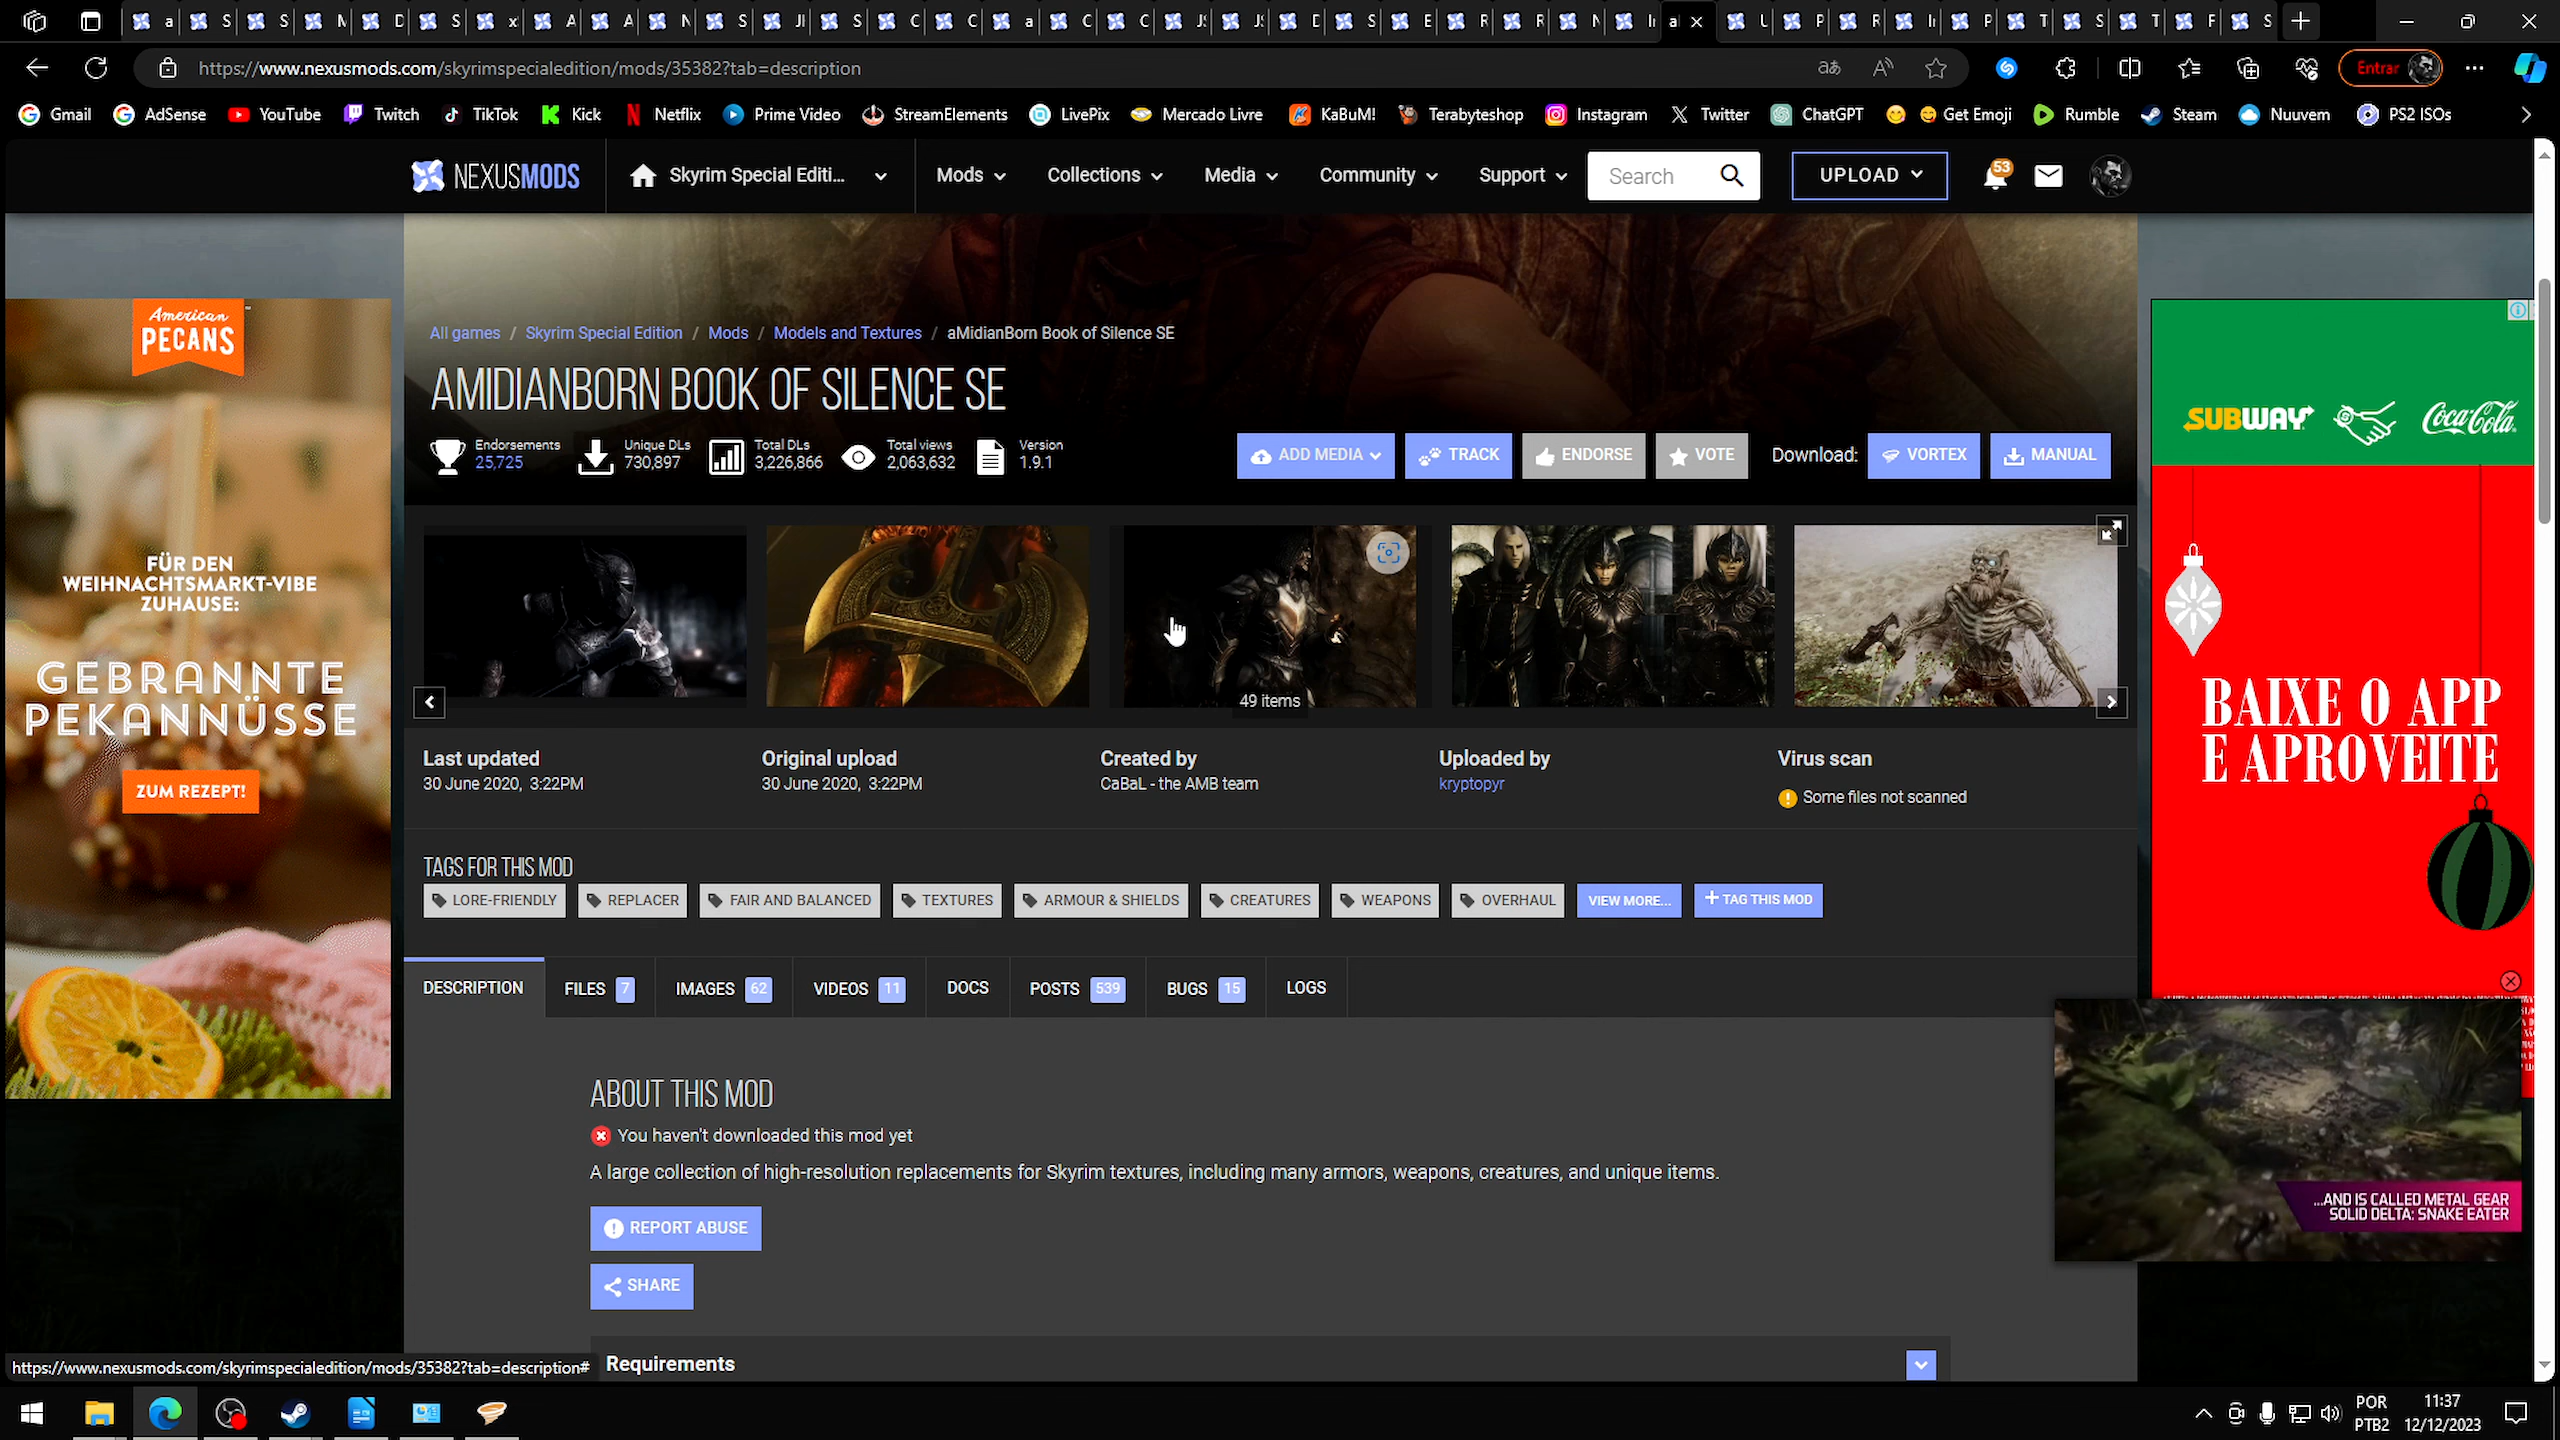 https://www.nexusmods.com/skyrimspecialedition/mods/35382?tab=description
Entrar
Gmail AdSense YouTube Twitch TikTok Kick Netflix Prime Video StreamElements LivePix Mercado Livre KaBuM! Terabyteshop Instagram Twitter ChatGPT Get Emoji Rumble Steam Nuuvem PS2 ISOs
NEXUSMODS Skyrim Special Editi... Mods Collections Media Community Support Search UPLOAD 53
All games / Skyrim Special Edition / Mods / Models and Textures / aMidianBorn Book of Silence SE
AMIDIANBORN BOOK OF SILENCE SE
Endorsements Unique DLs Total DLs Total views Version
25,725 730,897 3,226,866 2,063,632 1.9.1
ADD MEDIA TRACK ENDORSE VOTE Download: VORTEX MANUAL
49 items
Last updated Original upload Created by Uploaded by Virus scan
30 June 2020, 3:22PM 30 June 2020, 3:22PM CaBaL - the AMB team kryptopyr Some files not scanned
TAGS FOR THIS MOD
LORE-FRIENDLY REPLACER FAIR AND BALANCED TEXTURES ARMOUR & SHIELDS CREATURES WEAPONS OVERHAUL VIEW MORE... TAG THIS MOD
DESCRIPTION FILES 7 IMAGES 62 VIDEOS 11 DOCS POSTS 539 BUGS 15 LOGS
ABOUT THIS MOD
You haven't downloaded this mod yet
A large collection of high-resolution replacements for Skyrim textures, including many armors, weapons, creatures, and unique items.
REPORT ABUSE
SHARE
Requirements
American
PECANS
FÜR DEN
WEIHNACHTSMARKT-VIBE
ZUHAUSE:
GEBRANNTE
PEKANNÜSSE
ZUM REZEPT!
SUBWAY Coca-Cola
BAIXE O APP
E APROVEITE
...AND IS CALLED METAL GEAR
SOLID DELTA: SNAKE EATER
https://www.nexusmods.com/skyrimspecialedition/mods/35382?tab=description#
POR
PTB2
11:37
12/12/2023